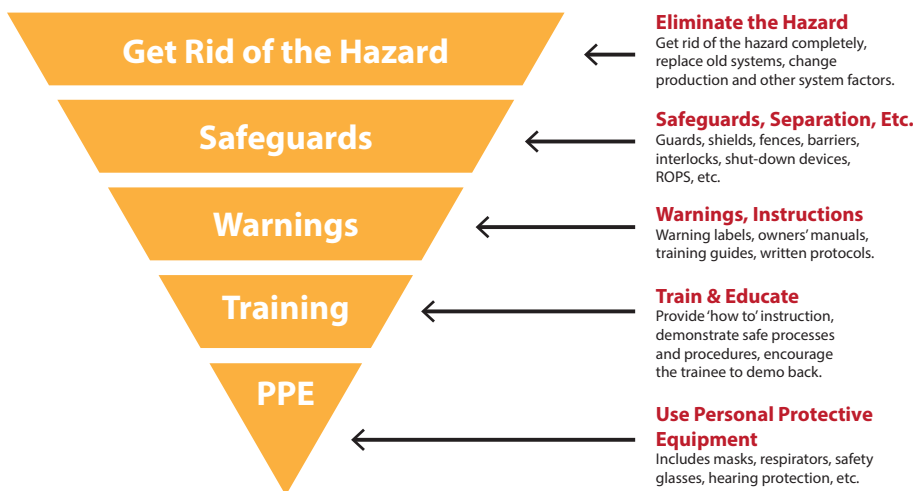 Get Rid of the Hazard
Eliminate the Hazard
Get rid of the hazard completely,
replace old systems, change
production and other system factors.
Safeguards
Safeguards, Separation, Etc.
Guards, shields, fences, barriers,
interlocks, shut-down devices,
ROPS, etc.
Warnings
Warnings, Instructions
Warning labels, owners’ manuals,
training guides, written protocols.
Training
Train & Educate
Provide ‘how to’ instruction,
demonstrate safe processes
and procedures, encourage
the trainee to demo back.
PPE
Use Personal Protective
Equipment
Includes masks, respirators, safety
glasses, hearing protection, etc.